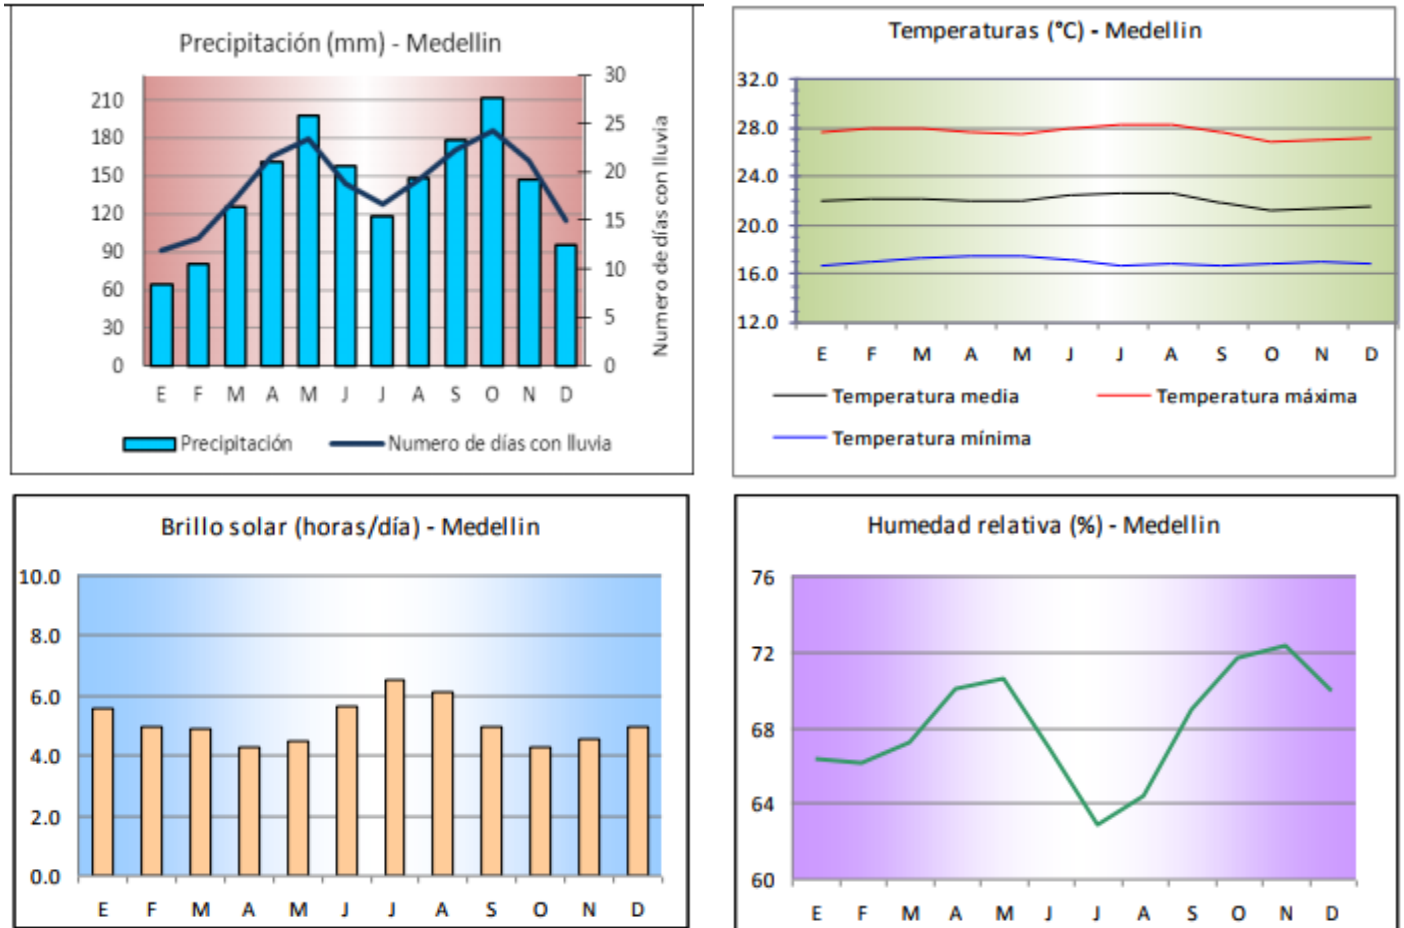 Precipitación (mm) - Medellin
210
180
150
120
90
60
30
0
30
25
20
15
10
5
0
Numero de días con lluvia
E F M A M J J A S O N D
Precipitación Numero de días con lluvia
Temperaturas (°C) - Medellin
32.0
28.0
24.0
20.0
16.0
12.0
E F M A M J J A S O N D
Temperatura media Temperatura máxima
Temperatura mínima
Brillo solar (horas/día) - Medellin
10.0
8.0
6.0
4.0
2.0
0.0
E F M A M J J A S O N D
Humedad relativa (%) - Medellin
76
72
68
64
60
E F M A M J J A S O N D